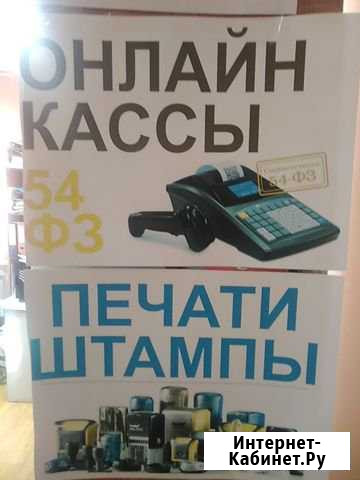 ОНЛАЙН
КАССЫ
54
ФЗ
54-ФЗ
ПЕЧАТИ
ШТАМПЫ
Интернет-
Кабинет.Ру